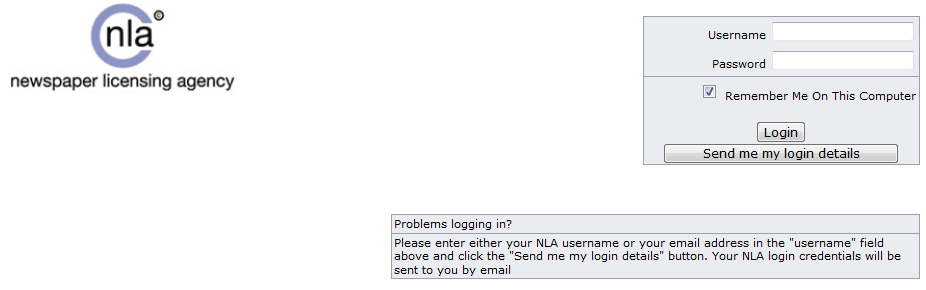 nla©
newspaper licensing agency
Username
Password
Remember Me On This Computer
Login
Send me my login details
Problems logging in?
Please enter either your NLA username or your email address in the "username" field
above and click the "Send me my login details" button. Your NLA login credentials will be
sent to you by email